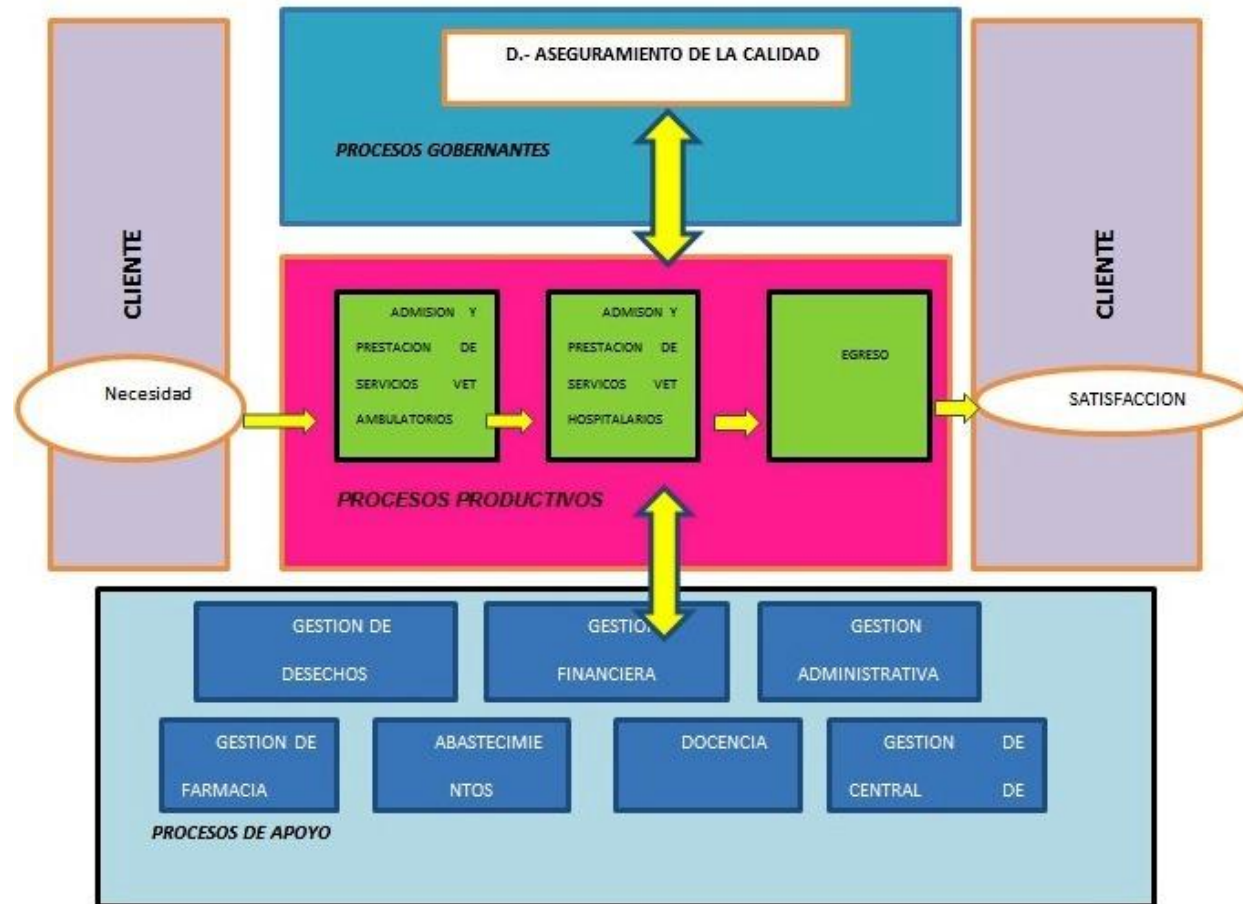 D.- ASEGURAMIENTO DE LA CALIDAD
PROCESOS GOBERNANTES
CLIENTE
Necesidad
ADMISION Y
PRESTACION DE
SERVICIOS VET
AMBULATORIOS
ADMISON Y
PRESTACION DE
SERVICOS VET
HOSPITALARIOS
EGRESO
PROCESOS PRODUCTIVOS
CLIENTE
SATISFACCION
GESTION DE
DESECHOS
GESTION
FINANCIERA
GESTION
ADMINISTRATIVA
GESTION DE
FARMACIA
ABASTECIMIE
NTOS
DOCENCIA
GESTION DE
CENTRAL DE
PROCESOS DE APOYO